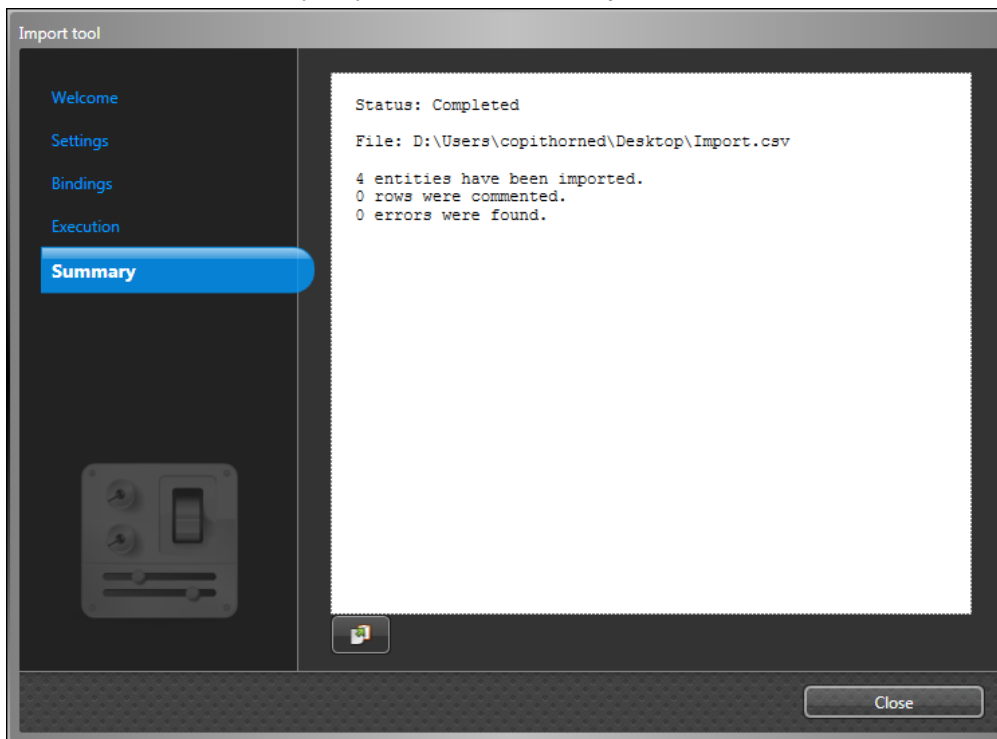 Import tool
Welcome
Settings
Bindings
Execution
Summary
Status: Completed
File: D:\Users\copithorned\Desktop\Import.csv
4 entities have been imported.
0 rows were commented.
0 errors were found.
Close